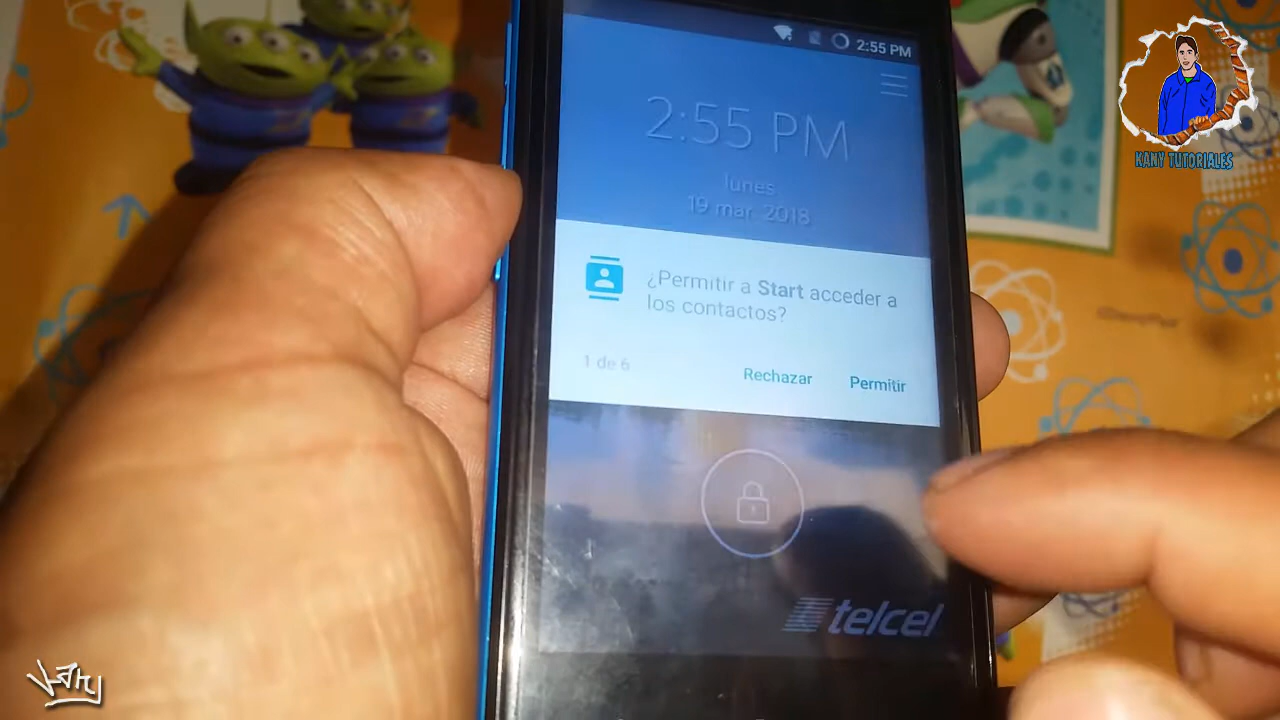 2:55 PM
2:55 PM
lunes
19 mar. 2018
¿Permitir a Start acceder a
los contactos?
1 de 6
Rechazar
Permitir
telcel
KANY TUTORIALES
Kany